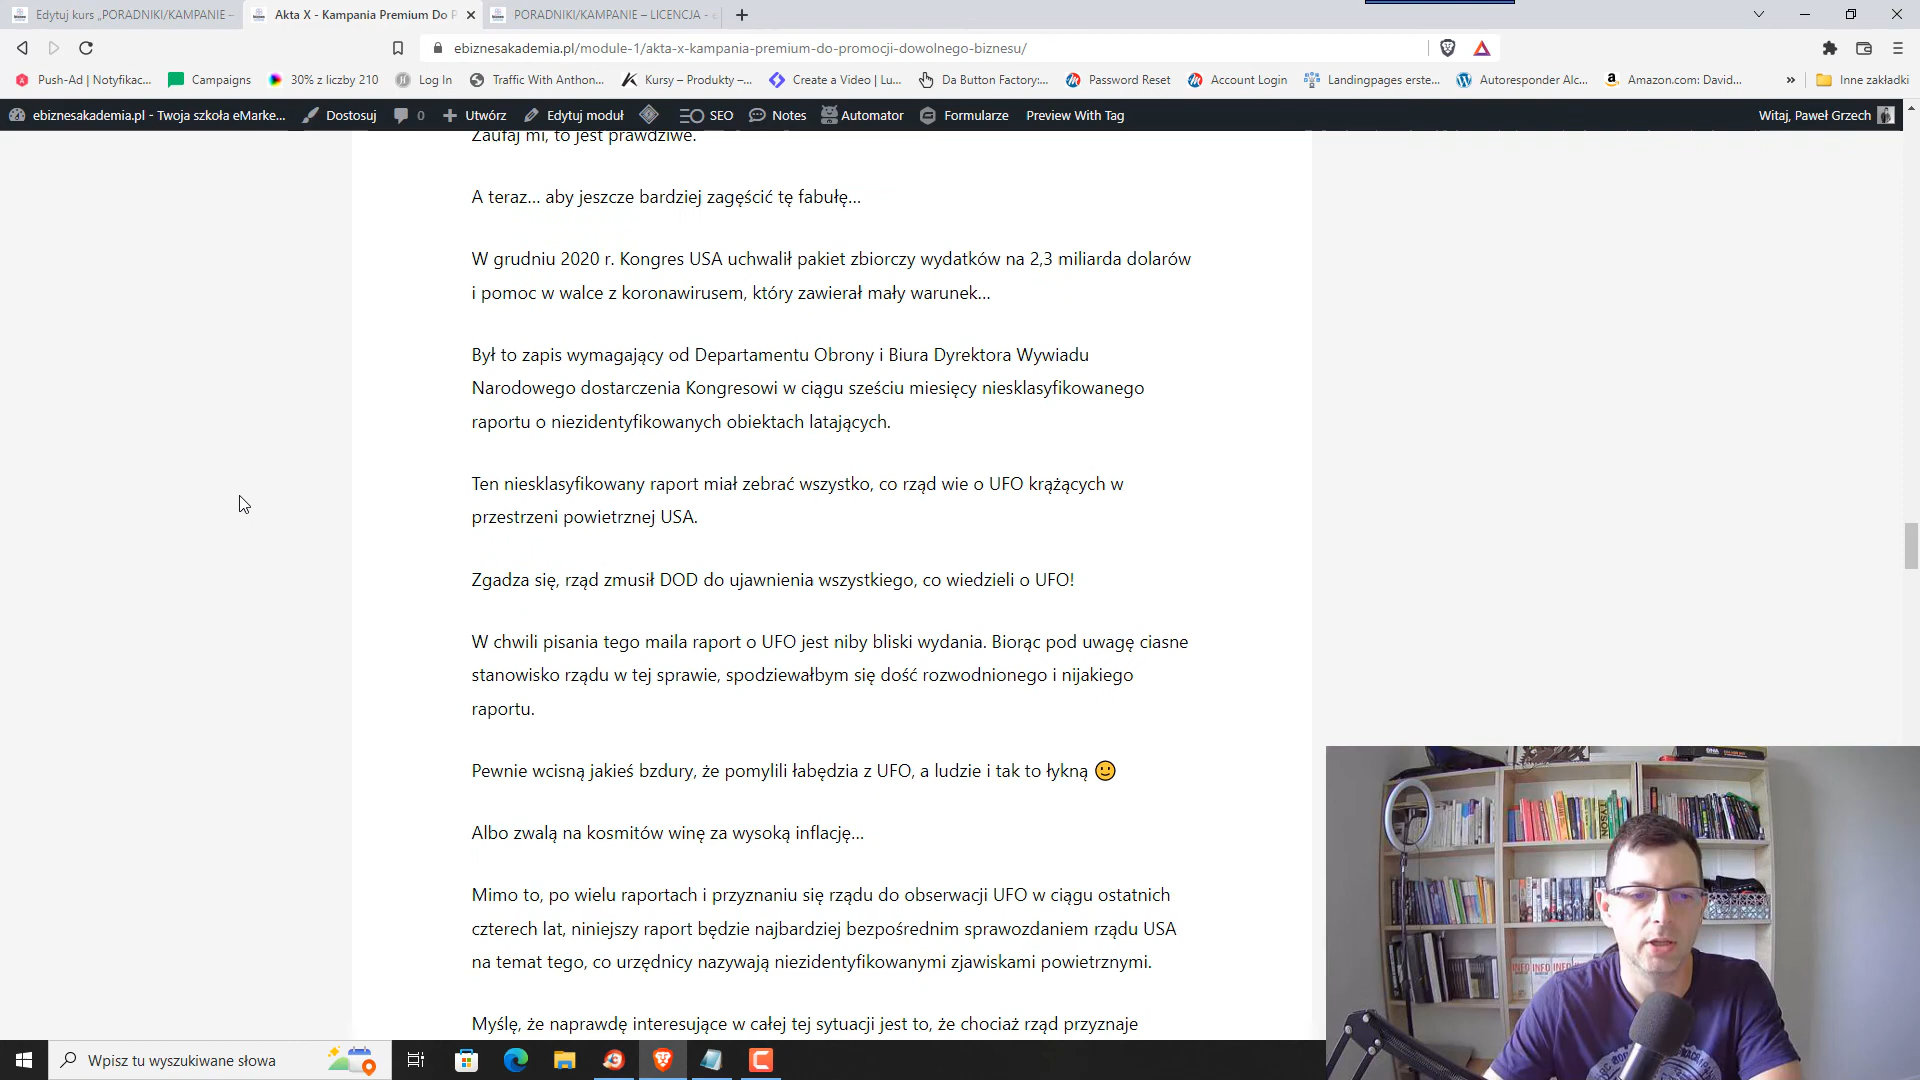 Edytuj kurs „PORADNIKI/KAMPANIE –
Akta X - Kampania Premium Do P
PORADNIKI/KAMPANIE – LICENCJA - e
ebiznesakademia.pl/module-1/akta-x-kampania-premium-do-promocji-dowolnego-biznesu/
Push-Ad | Notyfikac...
Campaigns
30% z liczby 210
Log In
Traffic With Anthon...
Kursy – Produkty –...
Create a Video | Lu...
Da Button Factory:...
Password Reset
Account Login
Landingpages erste...
Autoresponder Alc...
Amazon.com: David...
»
Inne zakładki
ebiznesakademia.pl - Twoja szkoła eMarke...
Dostosuj
0
Utwórz
Edytuj moduł
SEO
Notes
Automator
Formularze
Preview With Tag
Witaj, Paweł Grzech
Zaufaj mi, to jest prawdziwe.
A teraz... aby jeszcze bardziej zagęścić tę fabułę...
W grudniu 2020 r. Kongres USA uchwalił pakiet zbiorczy wydatków na 2,3 miliarda dolarów
i pomoc w walce z koronawirusem, który zawierał mały warunek...
Był to zapis wymagający od Departamentu Obrony i Biura Dyrektora Wywiadu
Narodowego dostarczenia Kongresowi w ciągu sześciu miesięcy niesklasyfikowanego
raportu o niezidentyfikowanych obiektach latających.
Ten niesklasyfikowany raport miał zebrać wszystko, co rząd wie o UFO krążących w
przestrzeni powietrznej USA.
Zgadza się, rząd zmusił DOD do ujawnienia wszystkiego, co wiedzieli o UFO!
W chwili pisania tego maila raport o UFO jest niby bliski wydania. Biorąc pod uwagę ciasne
stanowisko rządu w tej sprawie, spodziewałbym się dość rozwodnionego i nijakiego
raportu.
Pewnie wcisną jakieś bzdury, że pomylili łabędzia z UFO, a ludzie i tak to łykną 🙂
Albo zwalą na kosmitów winę za wysoką inflację...
Mimo to, po wielu raportach i przyznaniu się rządu do obserwacji UFO w ciągu ostatnich
czterech lat, niniejszy raport będzie najbardziej bezpośrednim sprawozdaniem rządu USA
na temat tego, co urzędnicy nazywają niezidentyfikowanymi zjawiskami powietrznymi.
Myślę, że naprawdę interesujące w całej tej sytuacji jest to, że chociaż rząd przyznaje
TYSON
INFO INFO INFO INFO
Wpisz tu wyszukiwane słowa